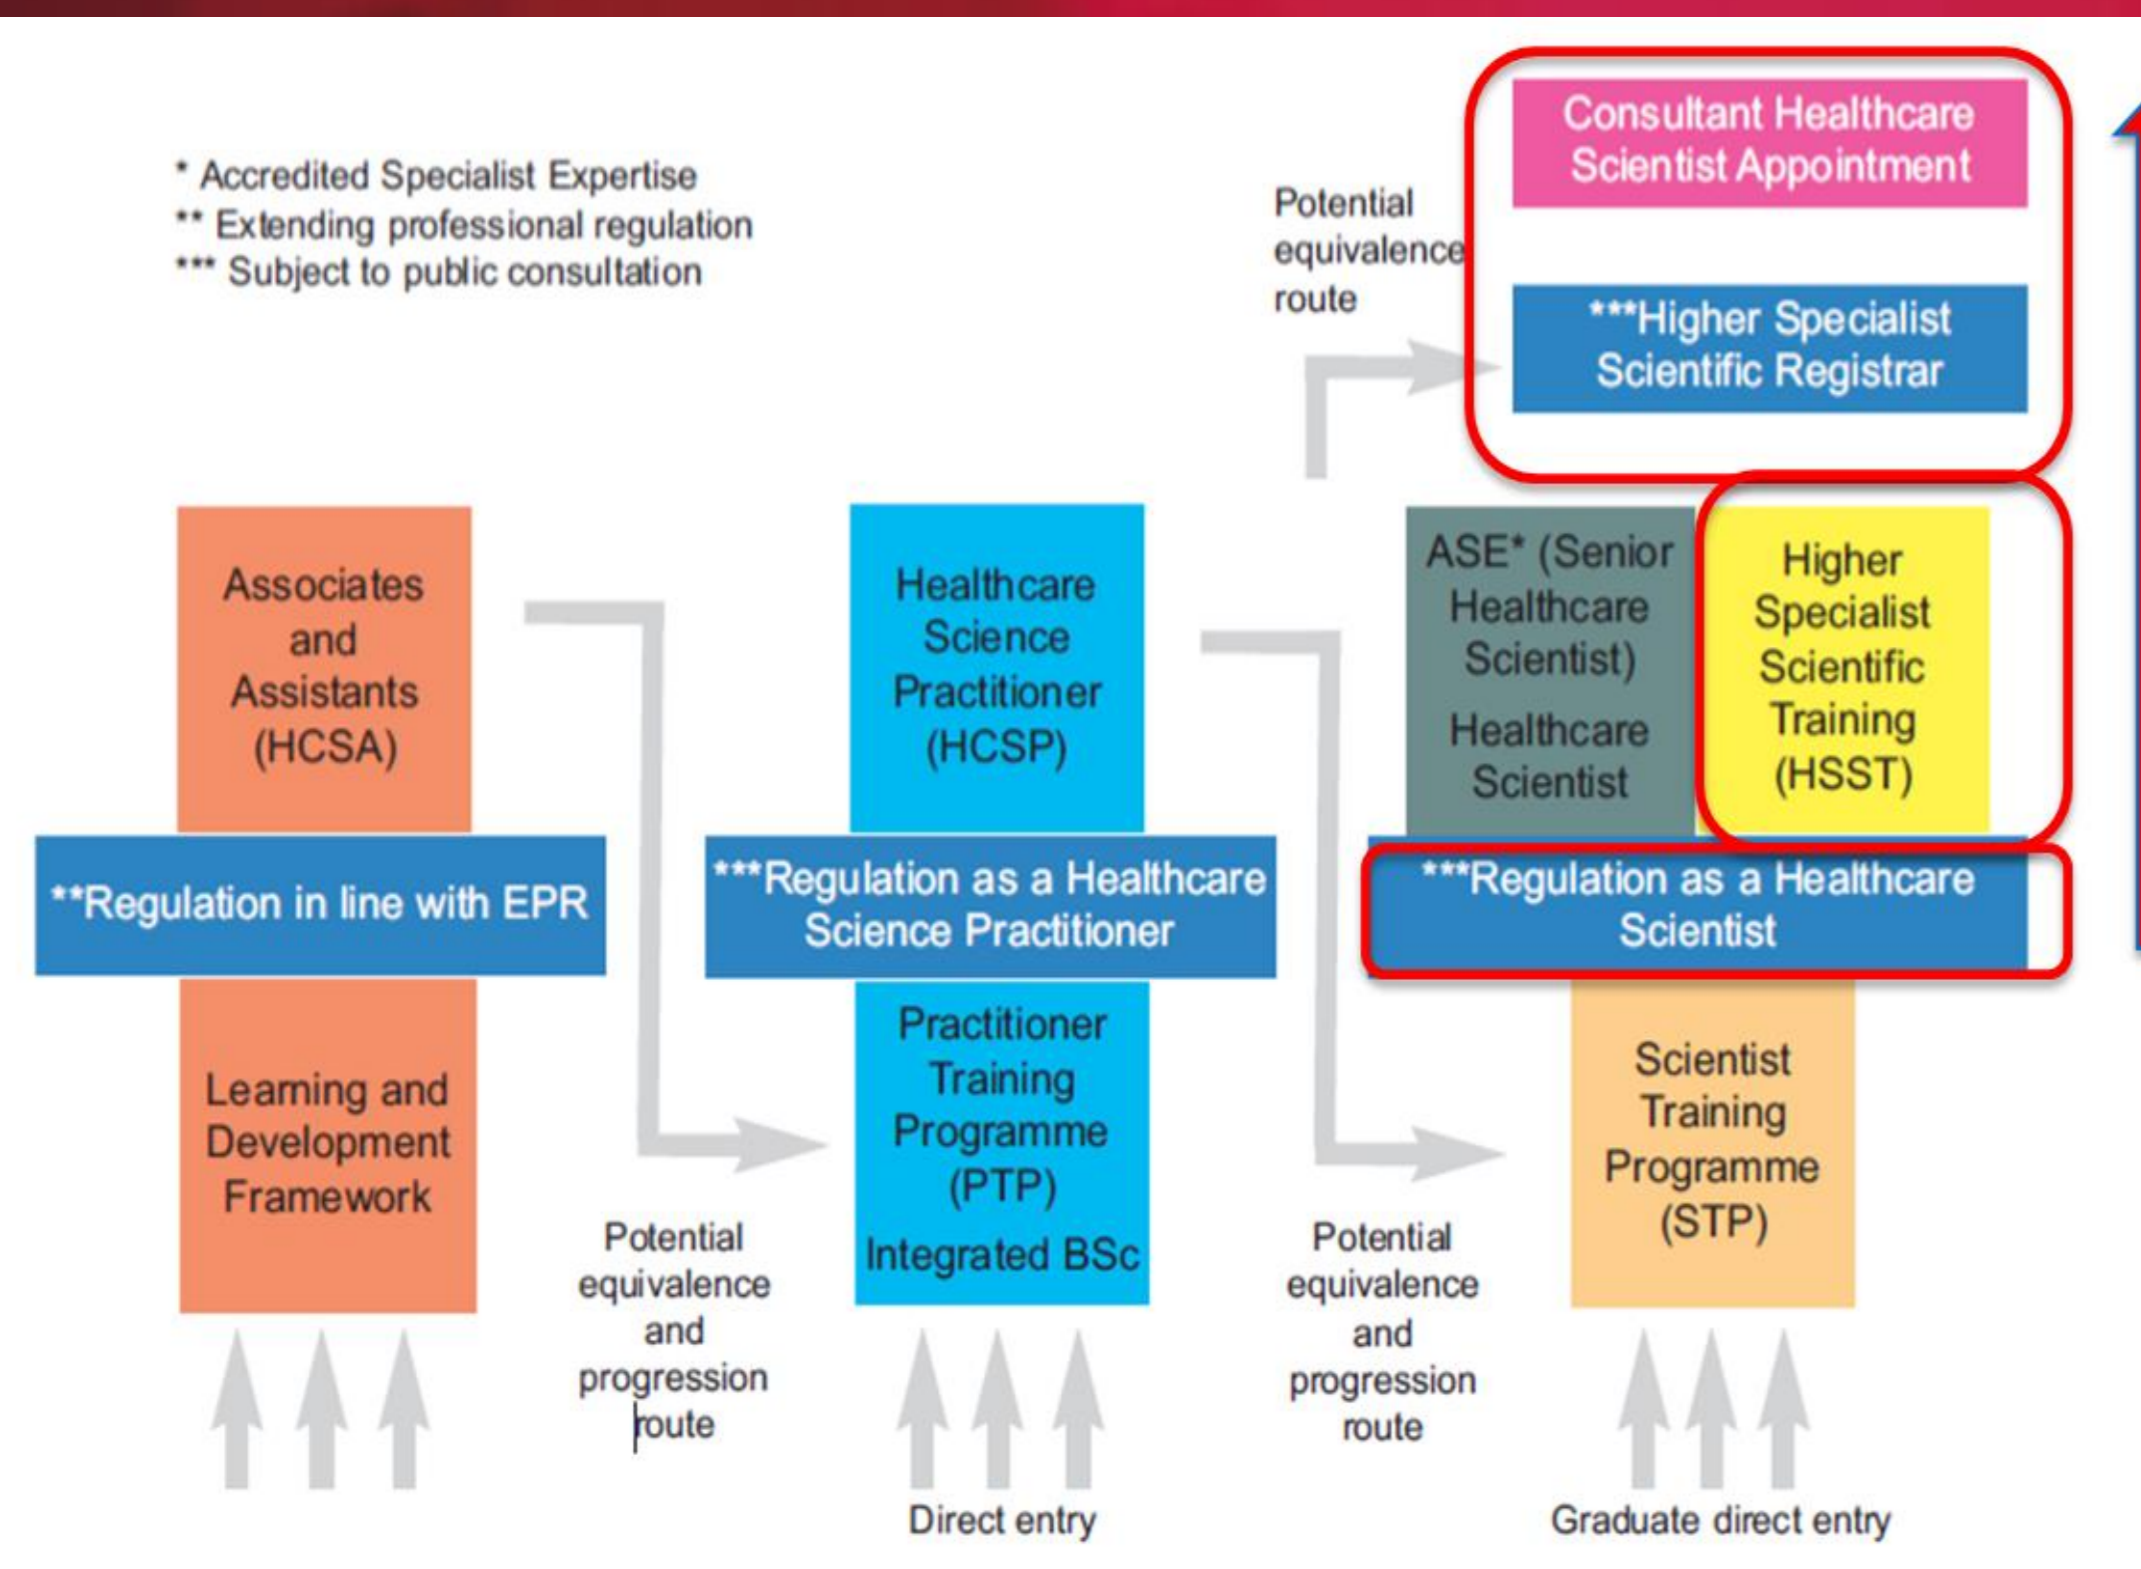 * Accredited Specialist Expertise
** Extending professional regulation
*** Subject to public consultation
Potential
equivalence
route
Consultant Healthcare
Scientist Appointment
***Higher Specialist
Scientific Registrar
Associates
and
Assistants
(HCSA)
**Regulation in line with EPR
Learning and
Development
Framework
Potential
equivalence
and
progression
route
Healthcare
Science
Practitioner
(HCSP)
***Regulation as a Healthcare
Science Practitioner
Practitioner
Training
Programme
(PTP)
Integrated BSc
Direct entry
Potential
equivalence
and
progression
route
ASE* (Senior
Healthcare
Scientist)
Healthcare
Scientist
Higher
Specialist
Scientific
Training
(HSST)
***Regulation as a Healthcare
Scientist
Scientist
Training
Programme
(STP)
Graduate direct entry